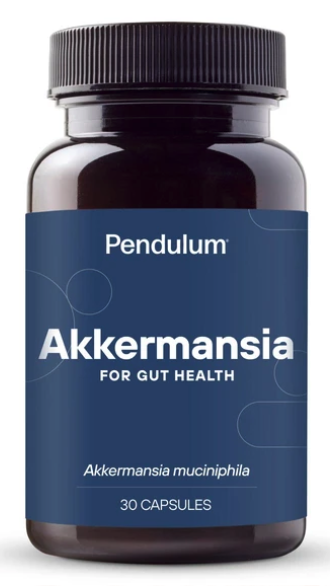 Pendulum®
Akkermansia
FOR GUT HEALTH
Akkermansia muciniphila
30 CAPSULES